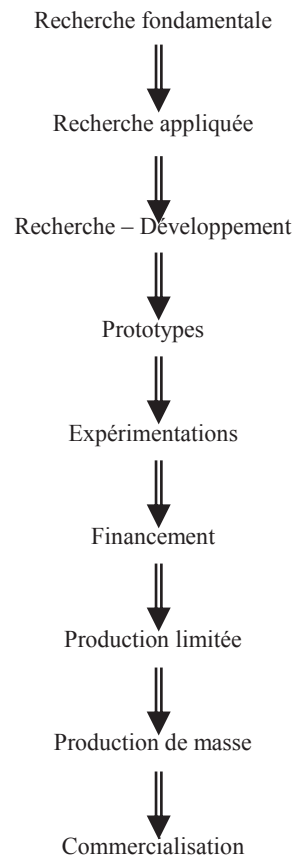 Recherche fondamentale
Recherche appliquée
Recherche – Développement
Prototypes
Expérimentations
Financement
Production limitée
Production de masse
Commercialisation